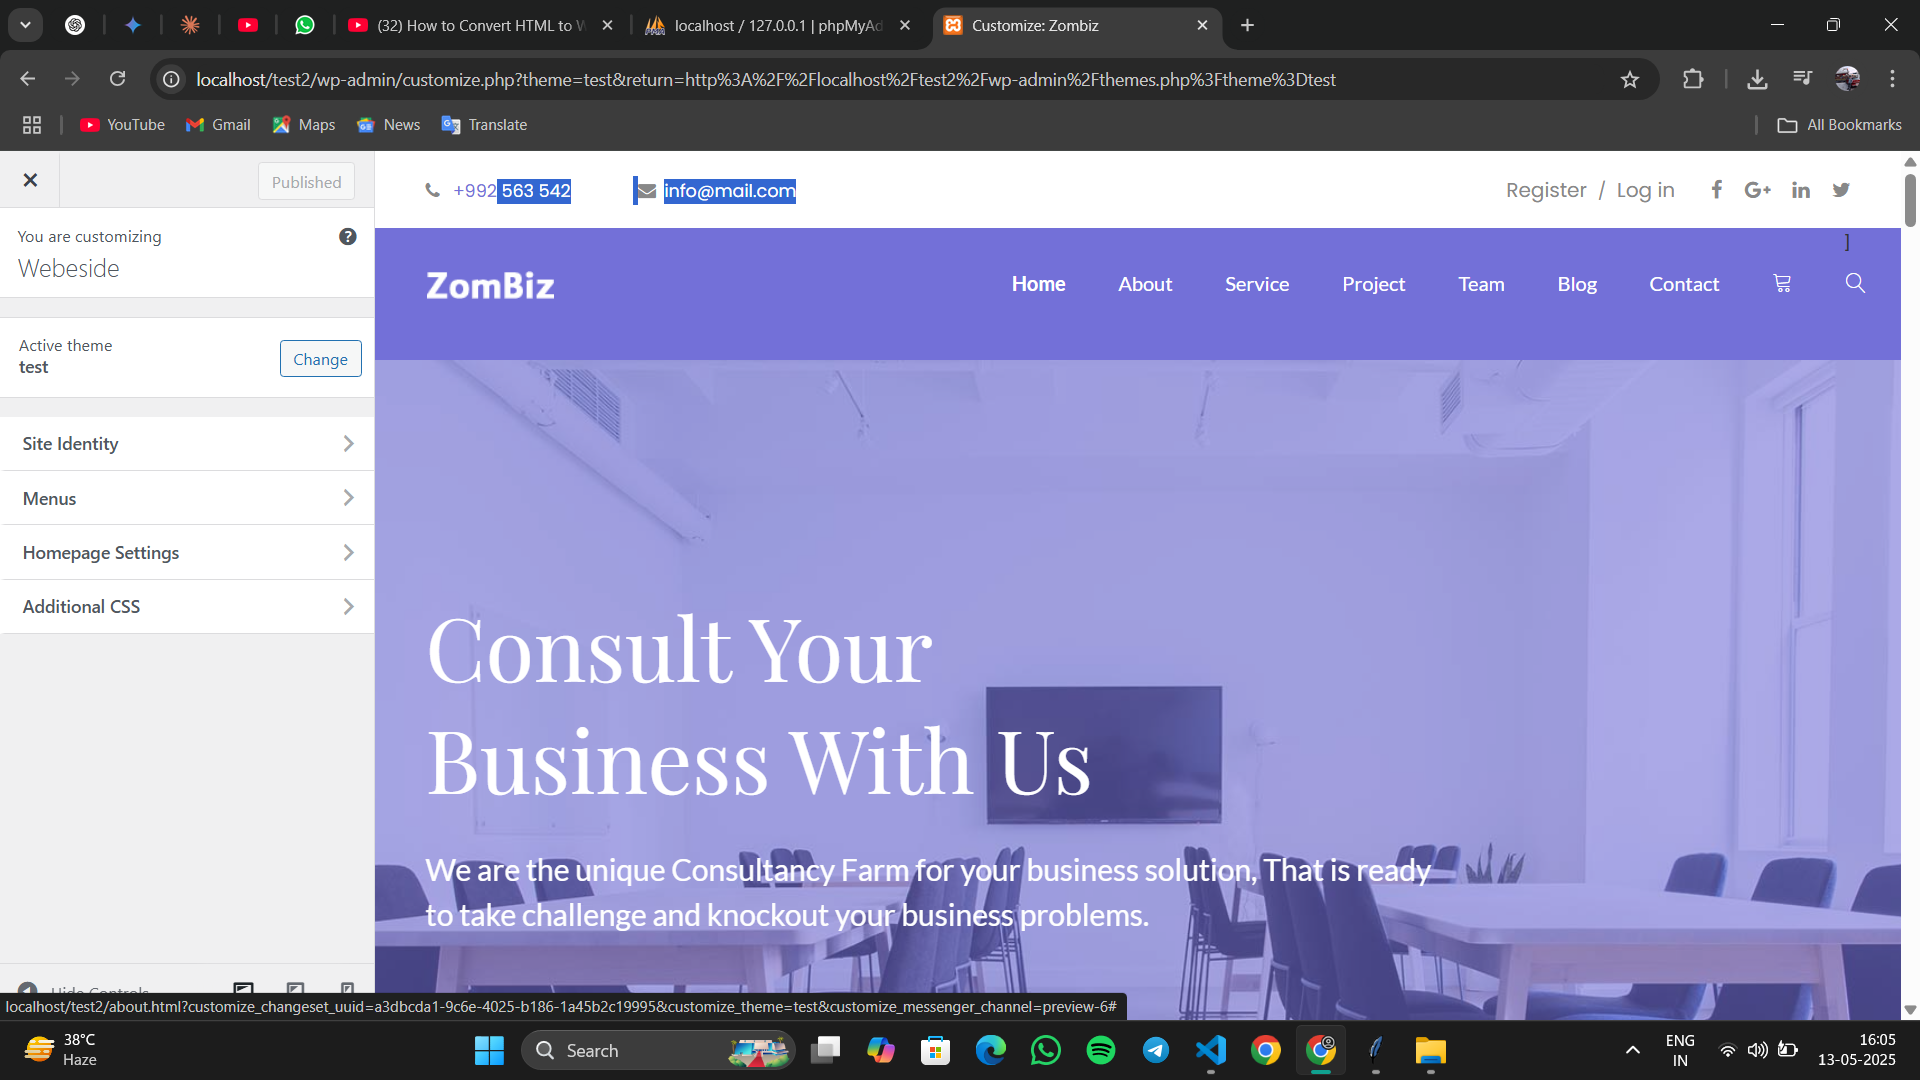 (32) How to Convert HTML to W
localhost / 127.0.0.1 | phpMyAd
Customize: Zombiz
localhost/test2/wp-admin/customize.php?theme=test&return=http%3A%2F%2Flocalhost%2Ftest2%2Fwp-admin%2Fthemes.php%3Ftheme%3Dtest
YouTube
Gmail
Maps
News
Translate
All Bookmarks
Published
+992 563 542
info@mail.com
Register / Log in
You are customizing
Webeside
]
ZomBiz
Home
About
Service
Project
Team
Blog
Contact
Active theme
test
Change
Site Identity
Menus
Homepage Settings
Additional CSS
Consult Your
Business With Us
We are the unique Consultancy Farm for your business solution, That is ready
to take challenge and knockout your business problems.
Hide Controls
localhost/test2/about.html?customize_changeset_uuid=a3dbcda1-9c6e-4025-b186-1a45b2c19995&customize_theme=test&customize_messenger_channel=preview-6#
38°C
Haze
Search
ENG
IN
16:05
13-05-2025